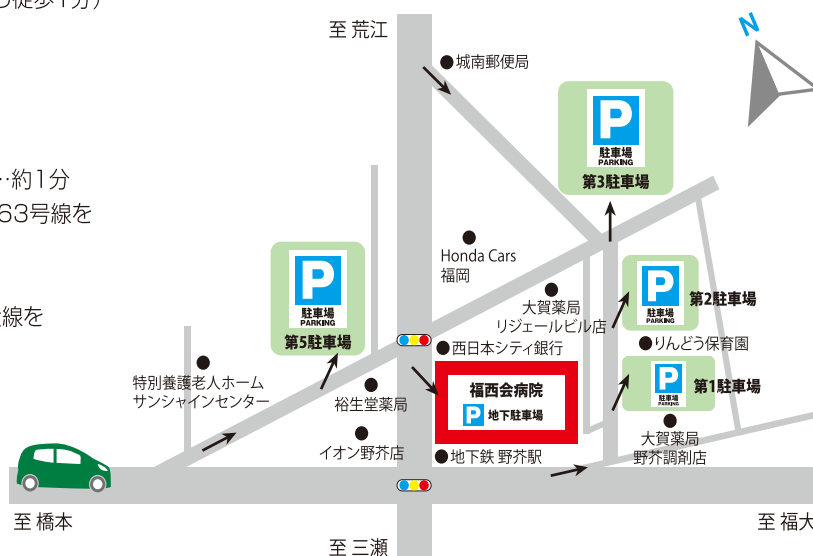 徒歩1分）
至 荒江
城南郵便局
N
P
駐車場
PARKING
第3駐車場
…約1分
63号線を
Honda Cars
福岡
P
駐車場
PARKING
第5駐車場
大賀薬局
リジェールビル店
P
駐車場
PARKING
第2駐車場
線を
西日本シティ銀行
りんどう保育園
特別養護老人ホーム
サンシャインセンター
裕生堂薬局
福西会病院
P 地下駐車場
P
駐車場
PARKING
第1駐車場
イオン野芥店
地下鉄 野芥駅
大賀薬局
野芥調剤店
至 橋本
至 福大
至 三瀬